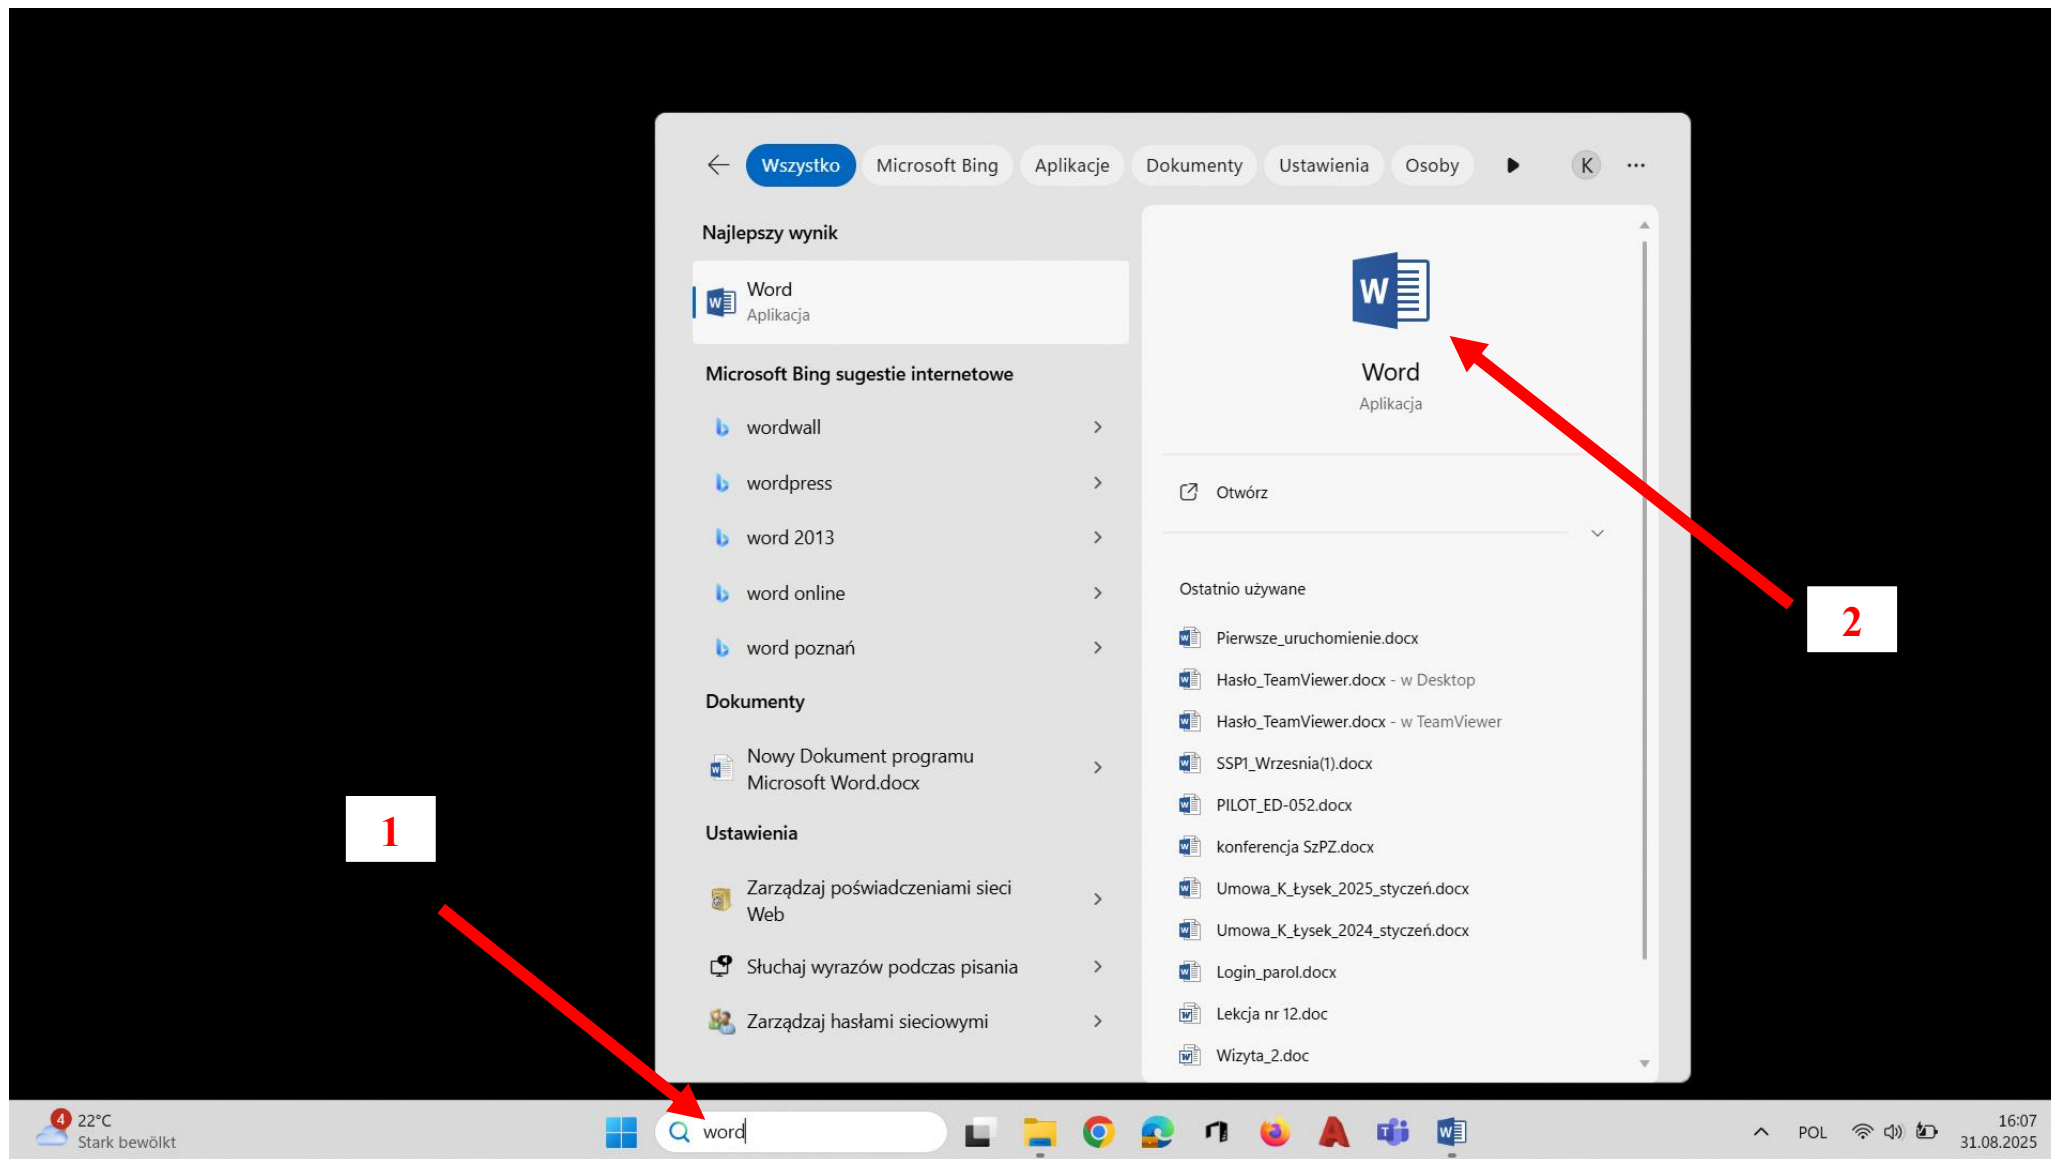 Wszystko Microsoft Bing Aplikacje Dokumenty Ustawienia Osoby K ...
Najlepszy wynik
Word
Aplikacja
Microsoft Bing sugestie internetowe
wordwall
wordpress
word 2013
word online
word poznań
Dokumenty
Nowy Dokument programu
Microsoft Word.docx
Ustawienia
Zarządzaj poświadczeniami sieci
Web
Słuchaj wyrazów podczas pisania
Zarządzaj hasłami sieciowymi
W
Word
Aplikacja
Otwórz
Ostatnio używane
Pierwsze_uruchomienie.docx
Hasło_TeamViewer.docx - w Desktop
Hasło_TeamViewer.docx - w TeamViewer
SSP1_Wrzesnia(1).docx
PILOT_ED-052.docx
konferencja SzPZ.docx
Umowa_K_Łysek_2025_styczeń.docx
Umowa_K_Łysek_2024_styczeń.docx
Login_parol.docx
Lekcja nr 12.doc
Wizyta_2.doc
1
2
4
22°C
Stark bewölkt
word
POL
16:07
31.08.2025